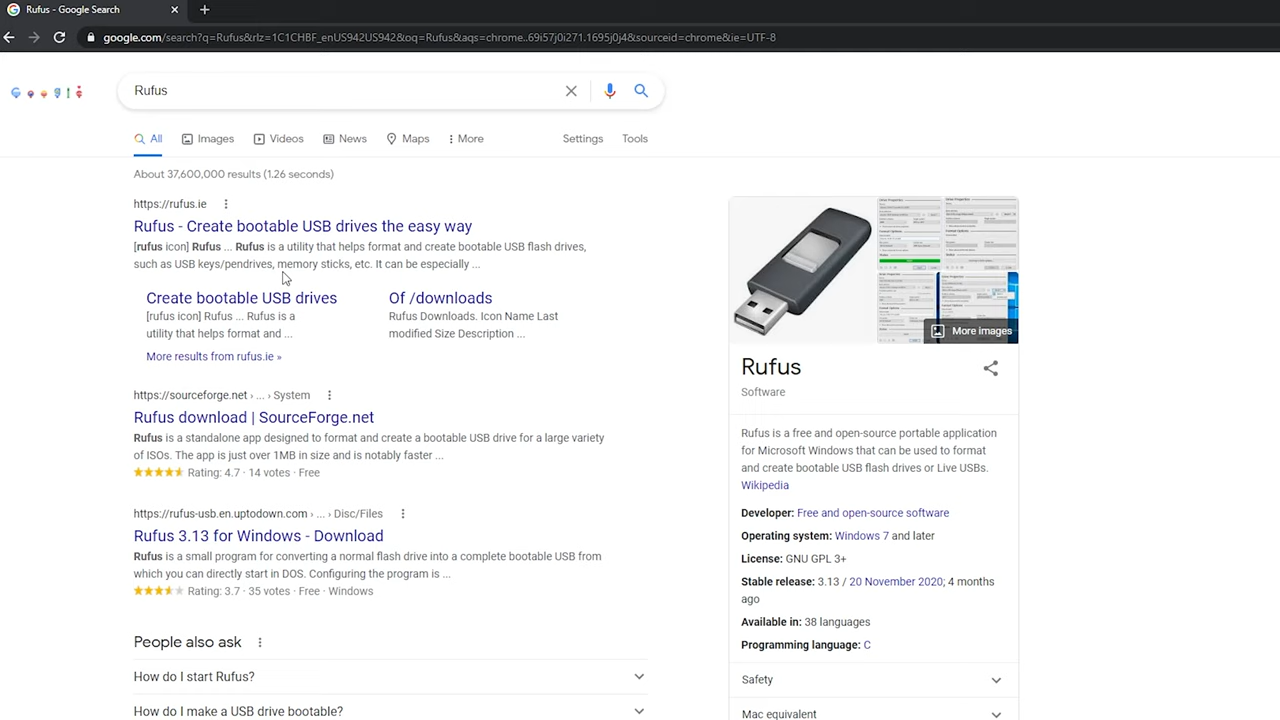 Rufus - Google Search
google.com/search?q=Rufus&rlz=1C1CHBF_enUS942US942&oq=Rufus&aqs=chrome..69i57j0i271.1695j0j4&sourceid=chrome&ie=UTF-8
Rufus
All Images Videos News Maps More Settings Tools
About 37,600,000 results (1.26 seconds)
https://rufus.ie
Rufus - Create bootable USB drives the easy way
[rufus icon] Rufus ... Rufus is a utility that helps format and create bootable USB flash drives,
such as USB keys/pendrives, memory sticks, etc. It can be especially ...
Create bootable USB drives
[rufus icon] Rufus ... Rufus is a
utility that helps format and ...
Of /downloads
Rufus Downloads. Icon Name Last
modified Size Description ...
More results from rufus.ie »
https://sourceforge.net › ... › System
Rufus download | SourceForge.net
Rufus is a standalone app designed to format and create a bootable USB drive for a large variety
of ISOs. The app is just over 1MB in size and is notably faster ...
Rating: 4.7 · 14 votes · Free
https://rufus-usb.en.uptodown.com › ... › Disc/Files
Rufus 3.13 for Windows - Download
Rufus is a small program for converting a normal flash drive into a complete bootable USB from
which you can directly start in DOS. Configuring the program is ...
Rating: 3.7 · 35 votes · Free · Windows
People also ask
How do I start Rufus?
How do I make a USB drive bootable?
More images
Rufus
Software
Rufus is a free and open-source portable application
for Microsoft Windows that can be used to format
and create bootable USB flash drives or Live USBs.
Wikipedia
Developer: Free and open-source software
Operating system: Windows 7 and later
License: GNU GPL 3+
Stable release: 3.13 / 20 November 2020; 4 months
ago
Available in: 38 languages
Programming language: C
Safety
Mac equivalent